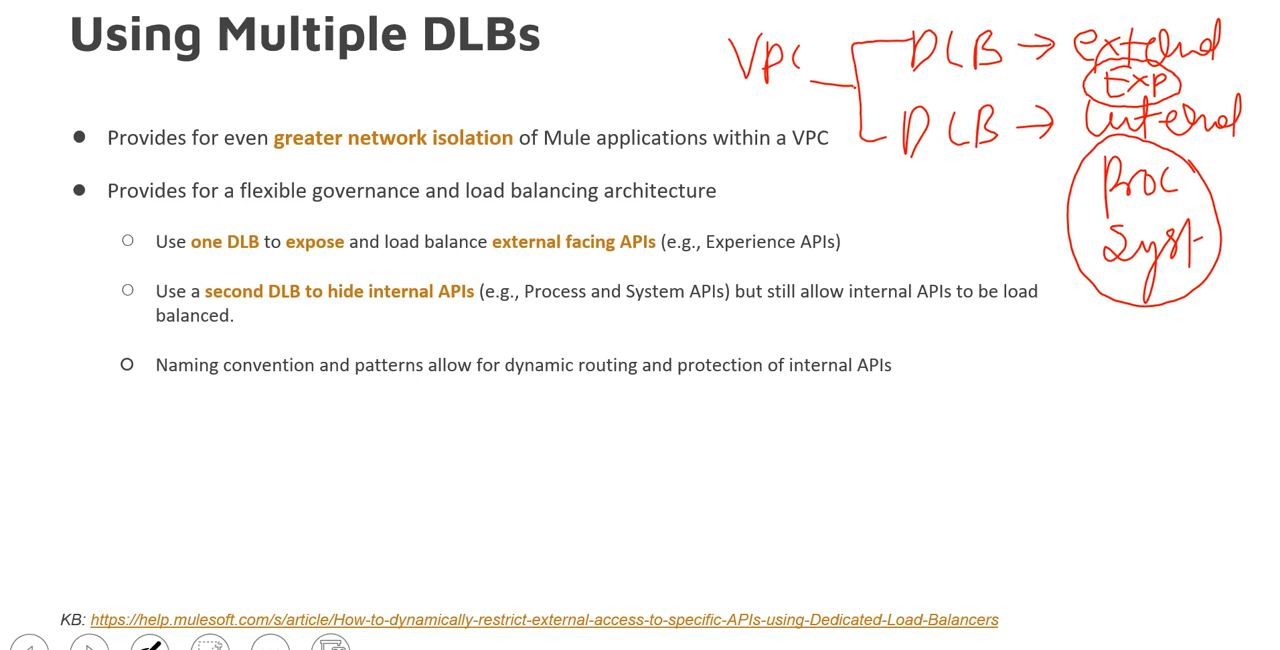 Using Multiple DLBs
VPC
DLB → external
EXP
DLB → Internal
Proc
Syst
● Provides for even greater network isolation of Mule applications within a VPC
● Provides for a flexible governance and load balancing architecture
○ Use one DLB to expose and load balance external facing APIs (e.g., Experience APIs)
○ Use a second DLB to hide internal APIs (e.g., Process and System APIs) but still allow internal APIs to be load
balanced.
○ Naming convention and patterns allow for dynamic routing and protection of internal APIs
KB: https://help.mulesoft.com/s/article/How-to-dynamically-restrict-external-access-to-specific-APIs-using-Dedicated-Load-Balancers